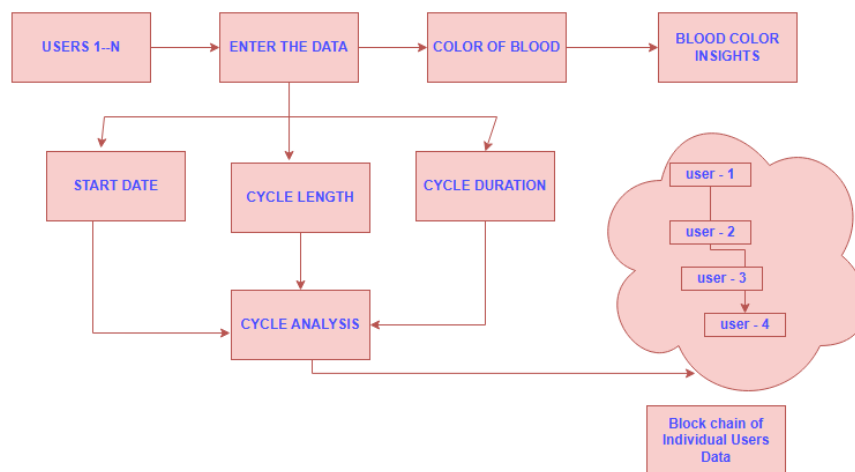 USERS 1--N
ENTER THE DATA
COLOR OF BLOOD
BLOOD COLOR
INSIGHTS
START DATE
CYCLE LENGTH
CYCLE DURATION
user - 1
user - 2
user - 3
user - 4
CYCLE ANALYSIS
Block chain of
Individual Users
Data